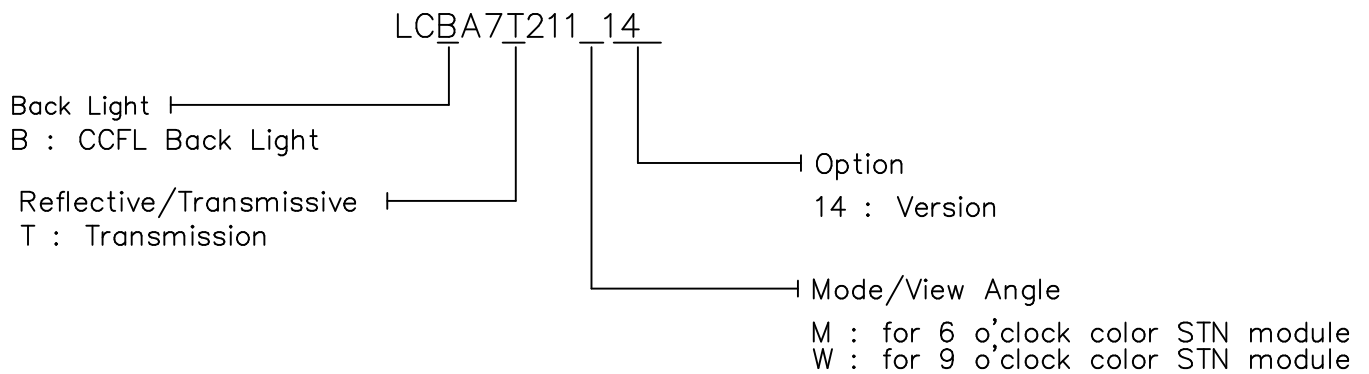 LCBA7T211_14
Back Light
B : CCFL Back Light
Reflective/Transmissive
T : Transmission
Option
14 : Version
Mode/View Angle
M : for 6 o'clock color STN module
W : for 9 o'clock color STN module